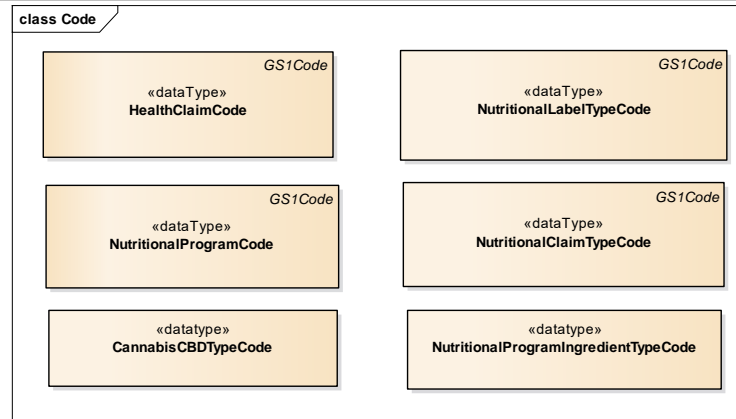 class Code
GS1Code
«dataType»
HealthClaimCode
GS1Code
«dataType»
NutritionalLabelTypeCode
GS1Code
«dataType»
NutritionalProgramCode
GS1Code
«dataType»
NutritionalClaimTypeCode
«datatype»
CannabisCBDTypeCode
«datatype»
NutritionalProgramIngredientTypeCode